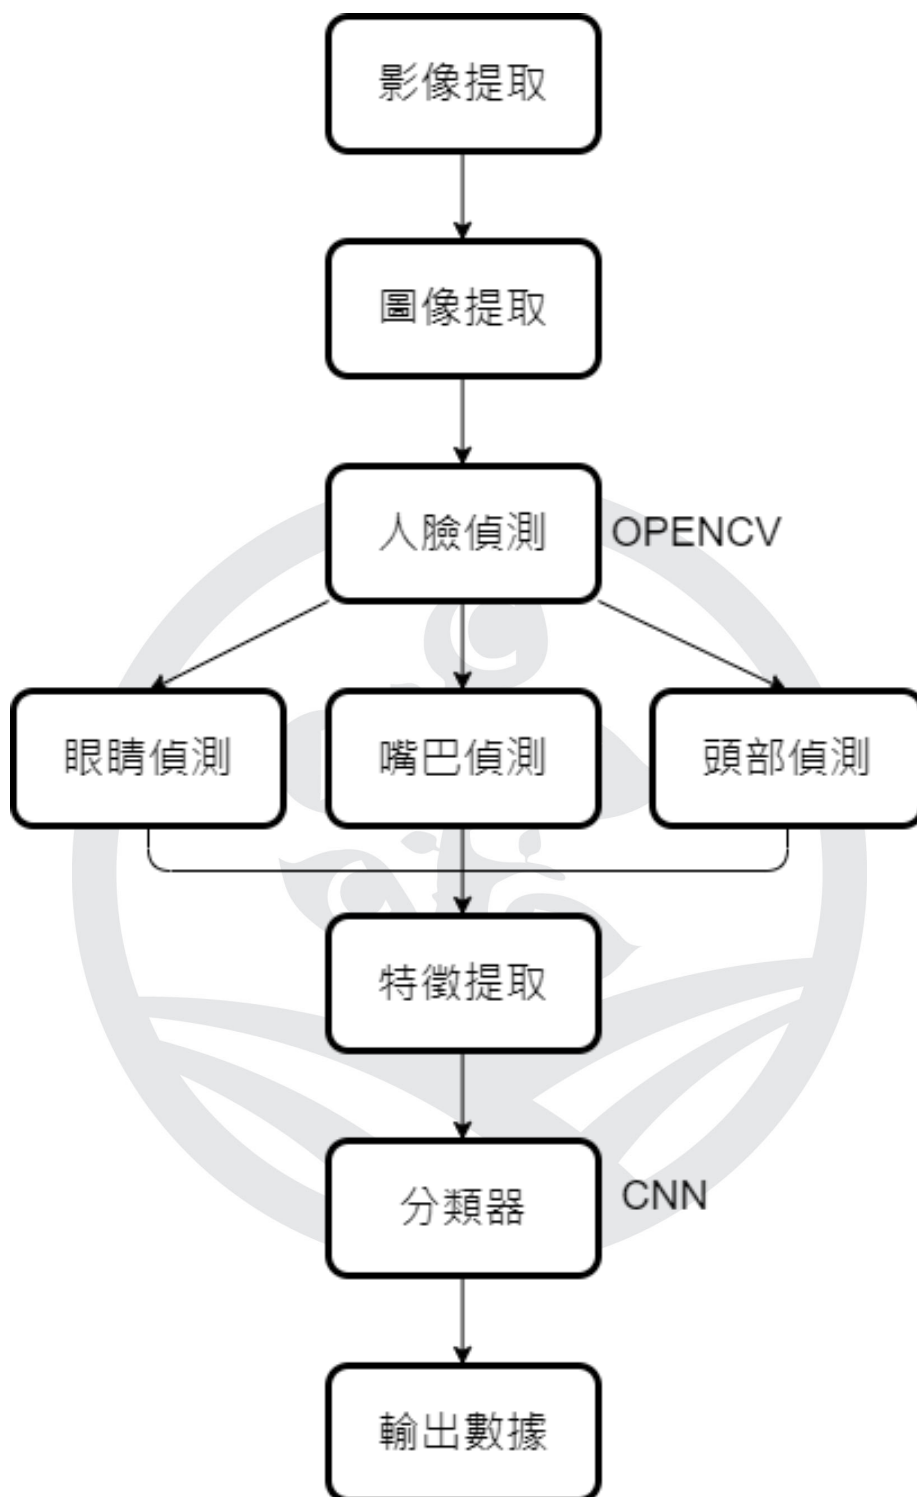 影像提取
圖像提取
人臉偵測 OPENCV
眼睛偵測 嘴巴偵測 頭部偵測
特徵提取
分類器 CNN
輸出數據